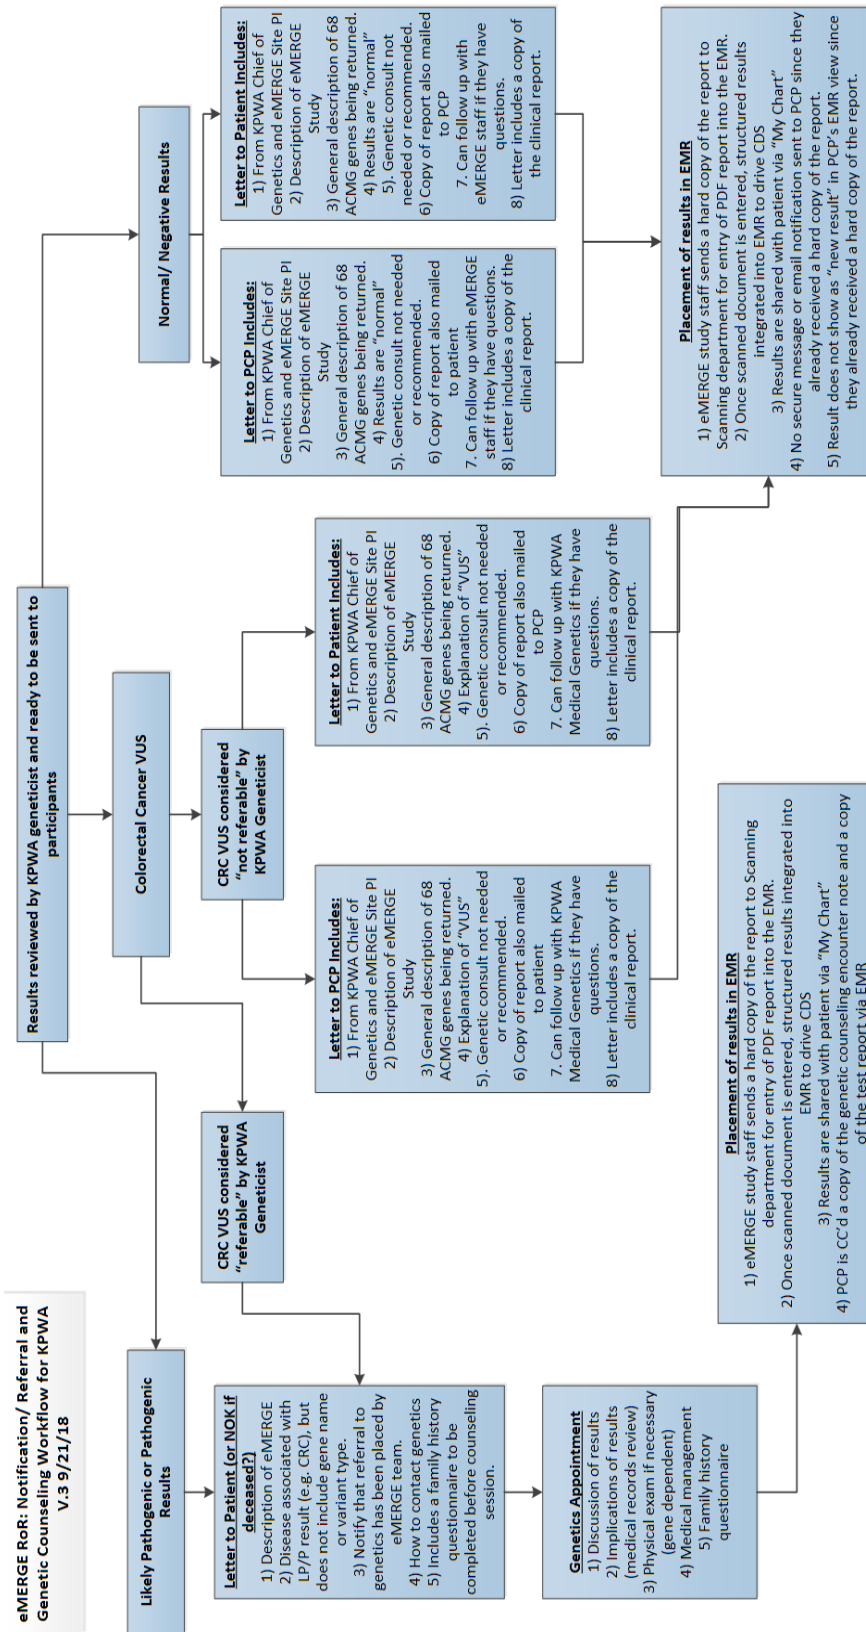 eMERGE RoR: Notification/ Referral and
Genetic Counseling Workflow for KPWA
V.3 9/21/18
Results reviewed by KPWA geneticist and ready to be sent to
participants
Likely Pathogenic or Pathogenic
Results
Colorectal Cancer VUS
Normal/ Negative Results
CRC VUS considered
“referable” by KPWA
Geneticist
CRC VUS considered
“not referable” by
KPWA Geneticist
Letter to Patient (or NOK if
deceased?)
1) Description of eMERGE
2) Disease associated with
LP/P result (e.g. CRC), but
does not include gene name
or variant type.
3) Notify that referral to
genetics has been placed by
eMERGE team.
4) How to contact genetics
5) Includes a family history
questionnaire to be
completed before counseling
session.
Letter to PCP Includes:
1) From KPWA Chief of
Genetics and eMERGE Site PI
2) Description of eMERGE
Study
3) General description of 68
ACMG genes being returned.
4) Explanation of “VUS”
5). Genetic consult not needed
or recommended.
6) Copy of report also mailed
to patient
7. Can follow up with KPWA
Medical Genetics if they have
questions.
8) Letter includes a copy of the
clinical report.
Letter to Patient Includes:
1) From KPWA Chief of
Genetics and eMERGE Site PI
2) Description of eMERGE
Study
3) General description of 68
ACMG genes being returned.
4) Explanation of “VUS”
5). Genetic consult not needed
or recommended.
6) Copy of report also mailed
to PCP
7. Can follow up with KPWA
Medical Genetics if they have
questions.
8) Letter includes a copy of the
clinical report.
Letter to PCP Includes:
1) From KPWA Chief of
Genetics and eMERGE Site PI
2) Description of eMERGE
Study
3) General description of 68
ACMG genes being returned.
4) Results are “normal”
5). Genetic consult not needed
or recommended.
6) Copy of report also mailed
to patient
7. Can follow up with eMERGE
staff if they have questions.
8) Letter includes a copy of the
clinical report.
Letter to Patient Includes:
1) From KPWA Chief of
Genetics and eMERGE Site PI
2) Description of eMERGE
Study
3) General description of 68
ACMG genes being returned.
4) Results are “normal”
5). Genetic consult not
needed or recommended.
6) Copy of report also mailed
to PCP
7. Can follow up with
eMERGE staff if they have
questions.
8) Letter includes a copy of
the clinical report.
Genetics Appointment
1) Discussion of results
2) Implications of results
(medical records review)
3) Physical exam if necessary
(gene dependent)
4) Medical management
5) Family history
questionnaire
Placement of results in EMR
1) eMERGE study staff sends a hard copy of the report to Scanning
department for entry of PDF report into the EMR.
2) Once scanned document is entered, structured results integrated into
EMR to drive CDS
3) Results are shared with patient via “My Chart”
4) PCP is CC’d a copy of the genetic counseling encounter note and a copy
of the test report via EMR
Placement of results in EMR
1) eMERGE study staff sends a hard copy of the report to
Scanning department for entry of PDF report into the EMR.
2) Once scanned document is entered, structured results
integrated into EMR to drive CDS
3) Results are shared with patient via “My Chart”
4) No secure message or email notification sent to PCP since they
already received a hard copy of the report.
5) Result does not show as “new result” in PCP’s EMR view since
they already received a hard copy of the report.